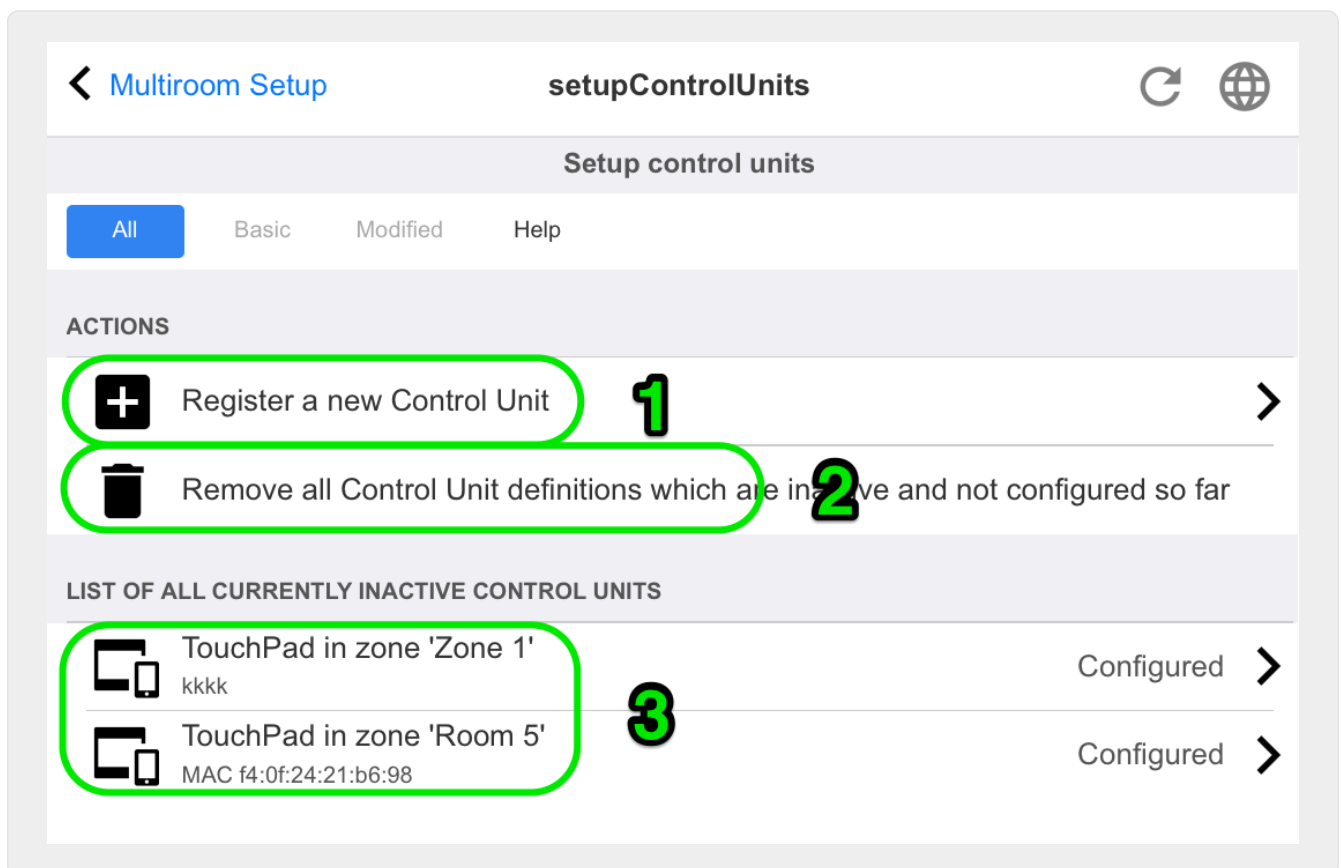 Multiroom Setup setupControlUnits
Setup control units
All Basic Modified Help
ACTIONS
Register a new Control Unit 1
Remove all Control Unit definitions which are inactive and not configured so far 2
LIST OF ALL CURRENTLY INACTIVE CONTROL UNITS
TouchPad in zone 'Zone 1'
kkkk
Configured
3
TouchPad in zone 'Room 5'
MAC f4:0f:24:21:b6:98
Configured